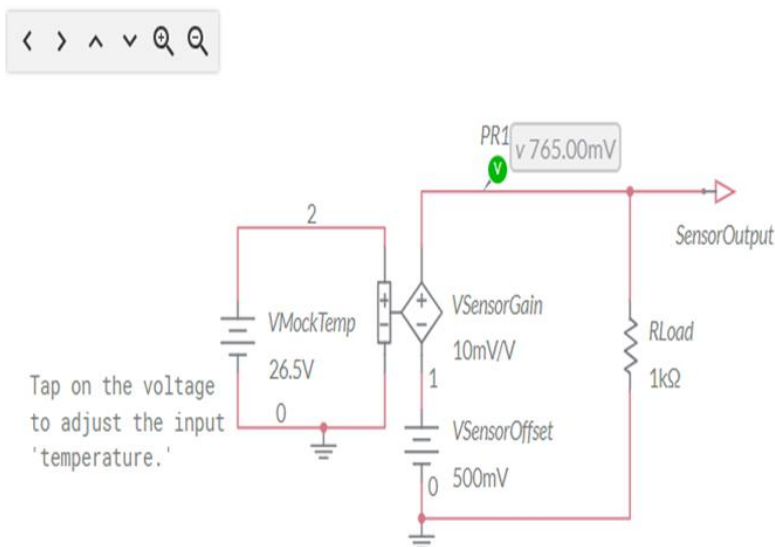 PR1
v 765.00mV
V
2
SensorOutput
VMockTemp
26.5V
VSensorGain
10mV/V
RLoad
1kΩ
1
0
Tap on the voltage
to adjust the input
'temperature.'
VSensorOffset
500mV
0